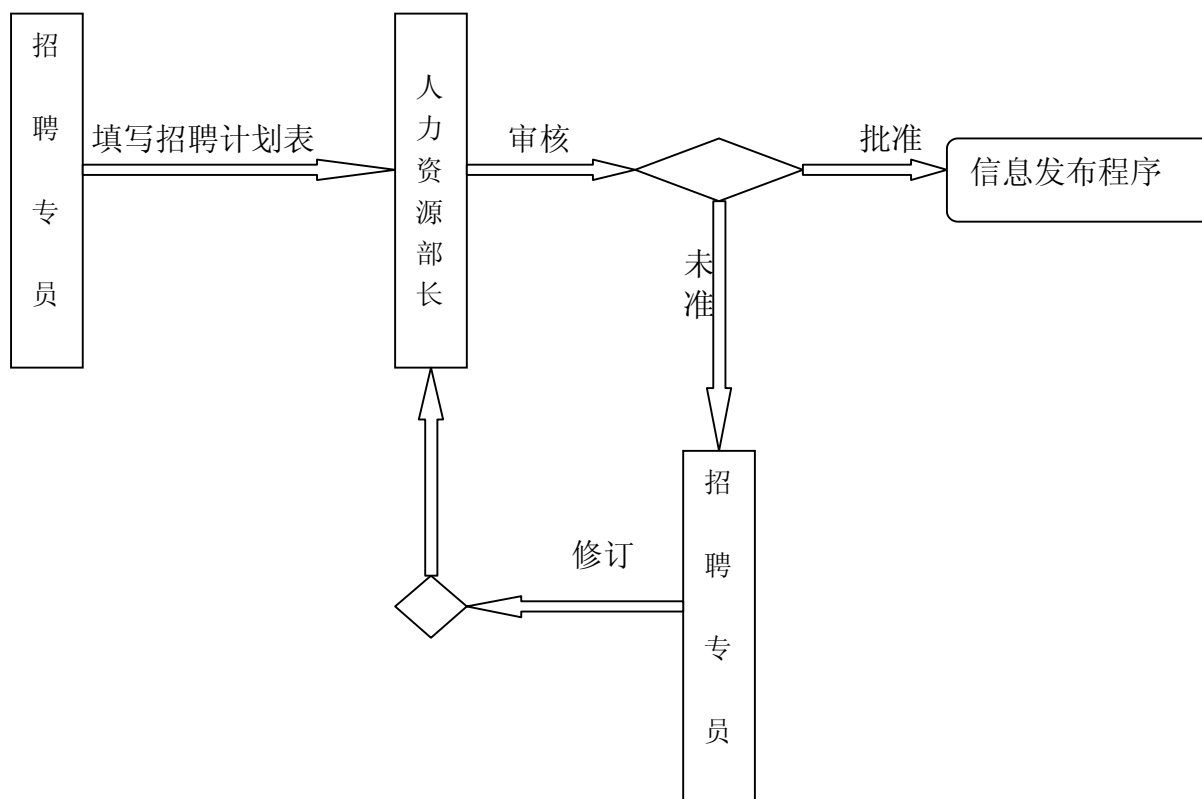 招聘专员
填写招聘计划表
人力资源部长
审核
批准
信息发布程序
未准
修订
招聘专员